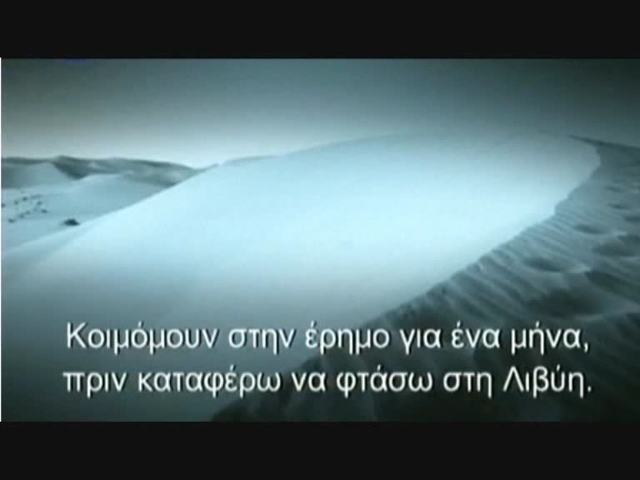 Κοιμόμουν στην έρημο για ένα μήνα,
πριν καταφέρω να φτάσω στη Λιβύη.